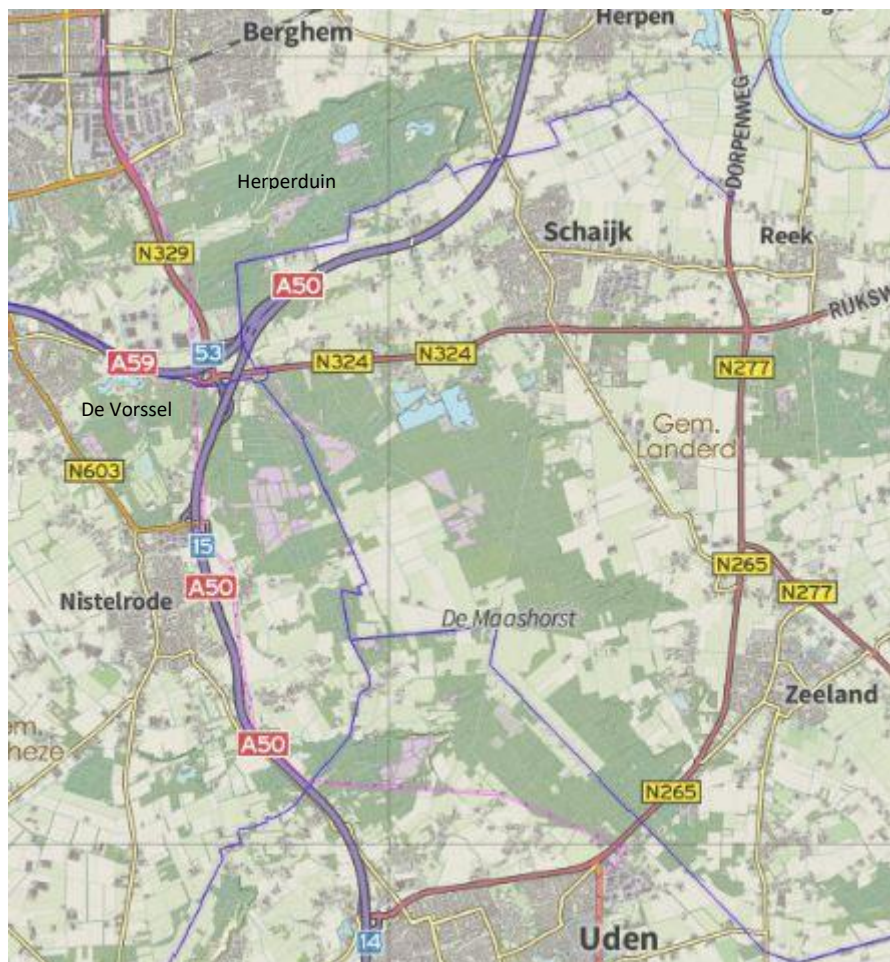 Berghem
Herpen
Herperduin
DORPENWEG
Schaijk
Reek
N329
A50
RIJKSW
53
A59
N324
N324
N277
De Vorssel
Gem.
Landerd
N603
15
A50
N265
N277
Nistelrode
De Maashorst
Zeeland
em.
heze
A50
N265
14
Uden